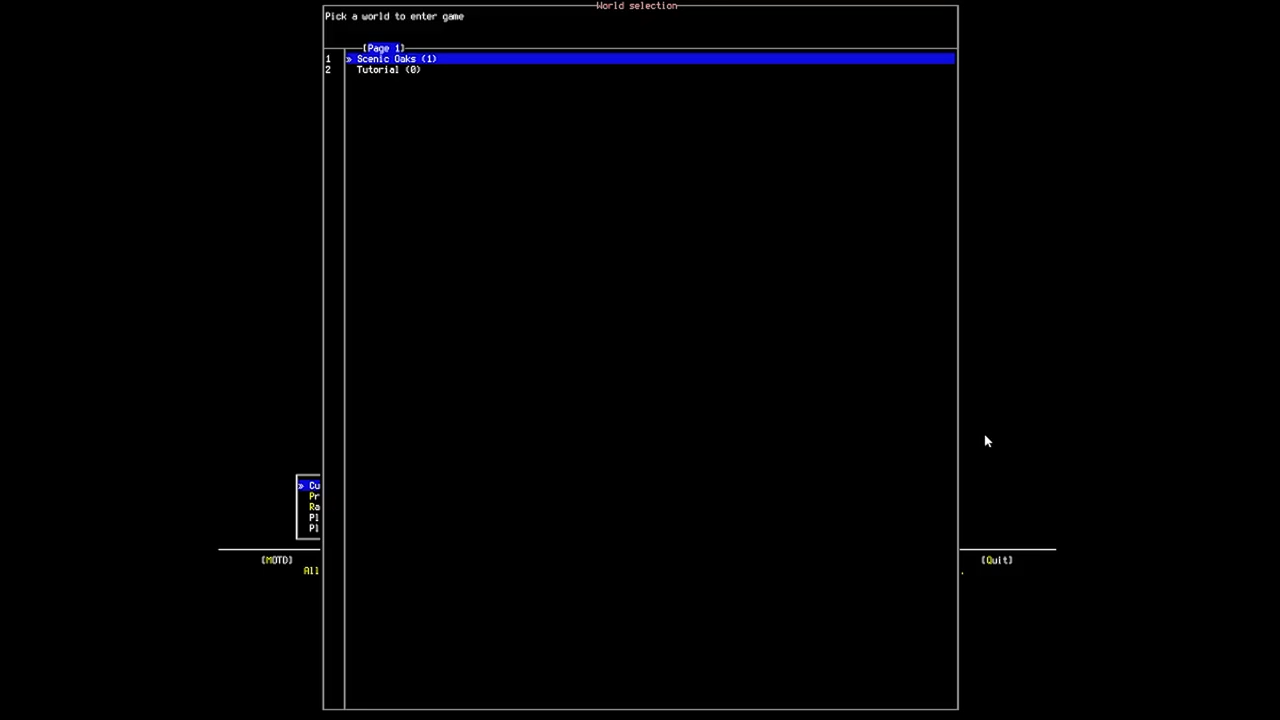 World selection
Pick a world to enter game
[Page 1]
1 » Scenic Oaks (1)
2 Tutorial (0)
» Cu
Pr
Ra
Pl
Pl
[MOTD] [Quit]
All .